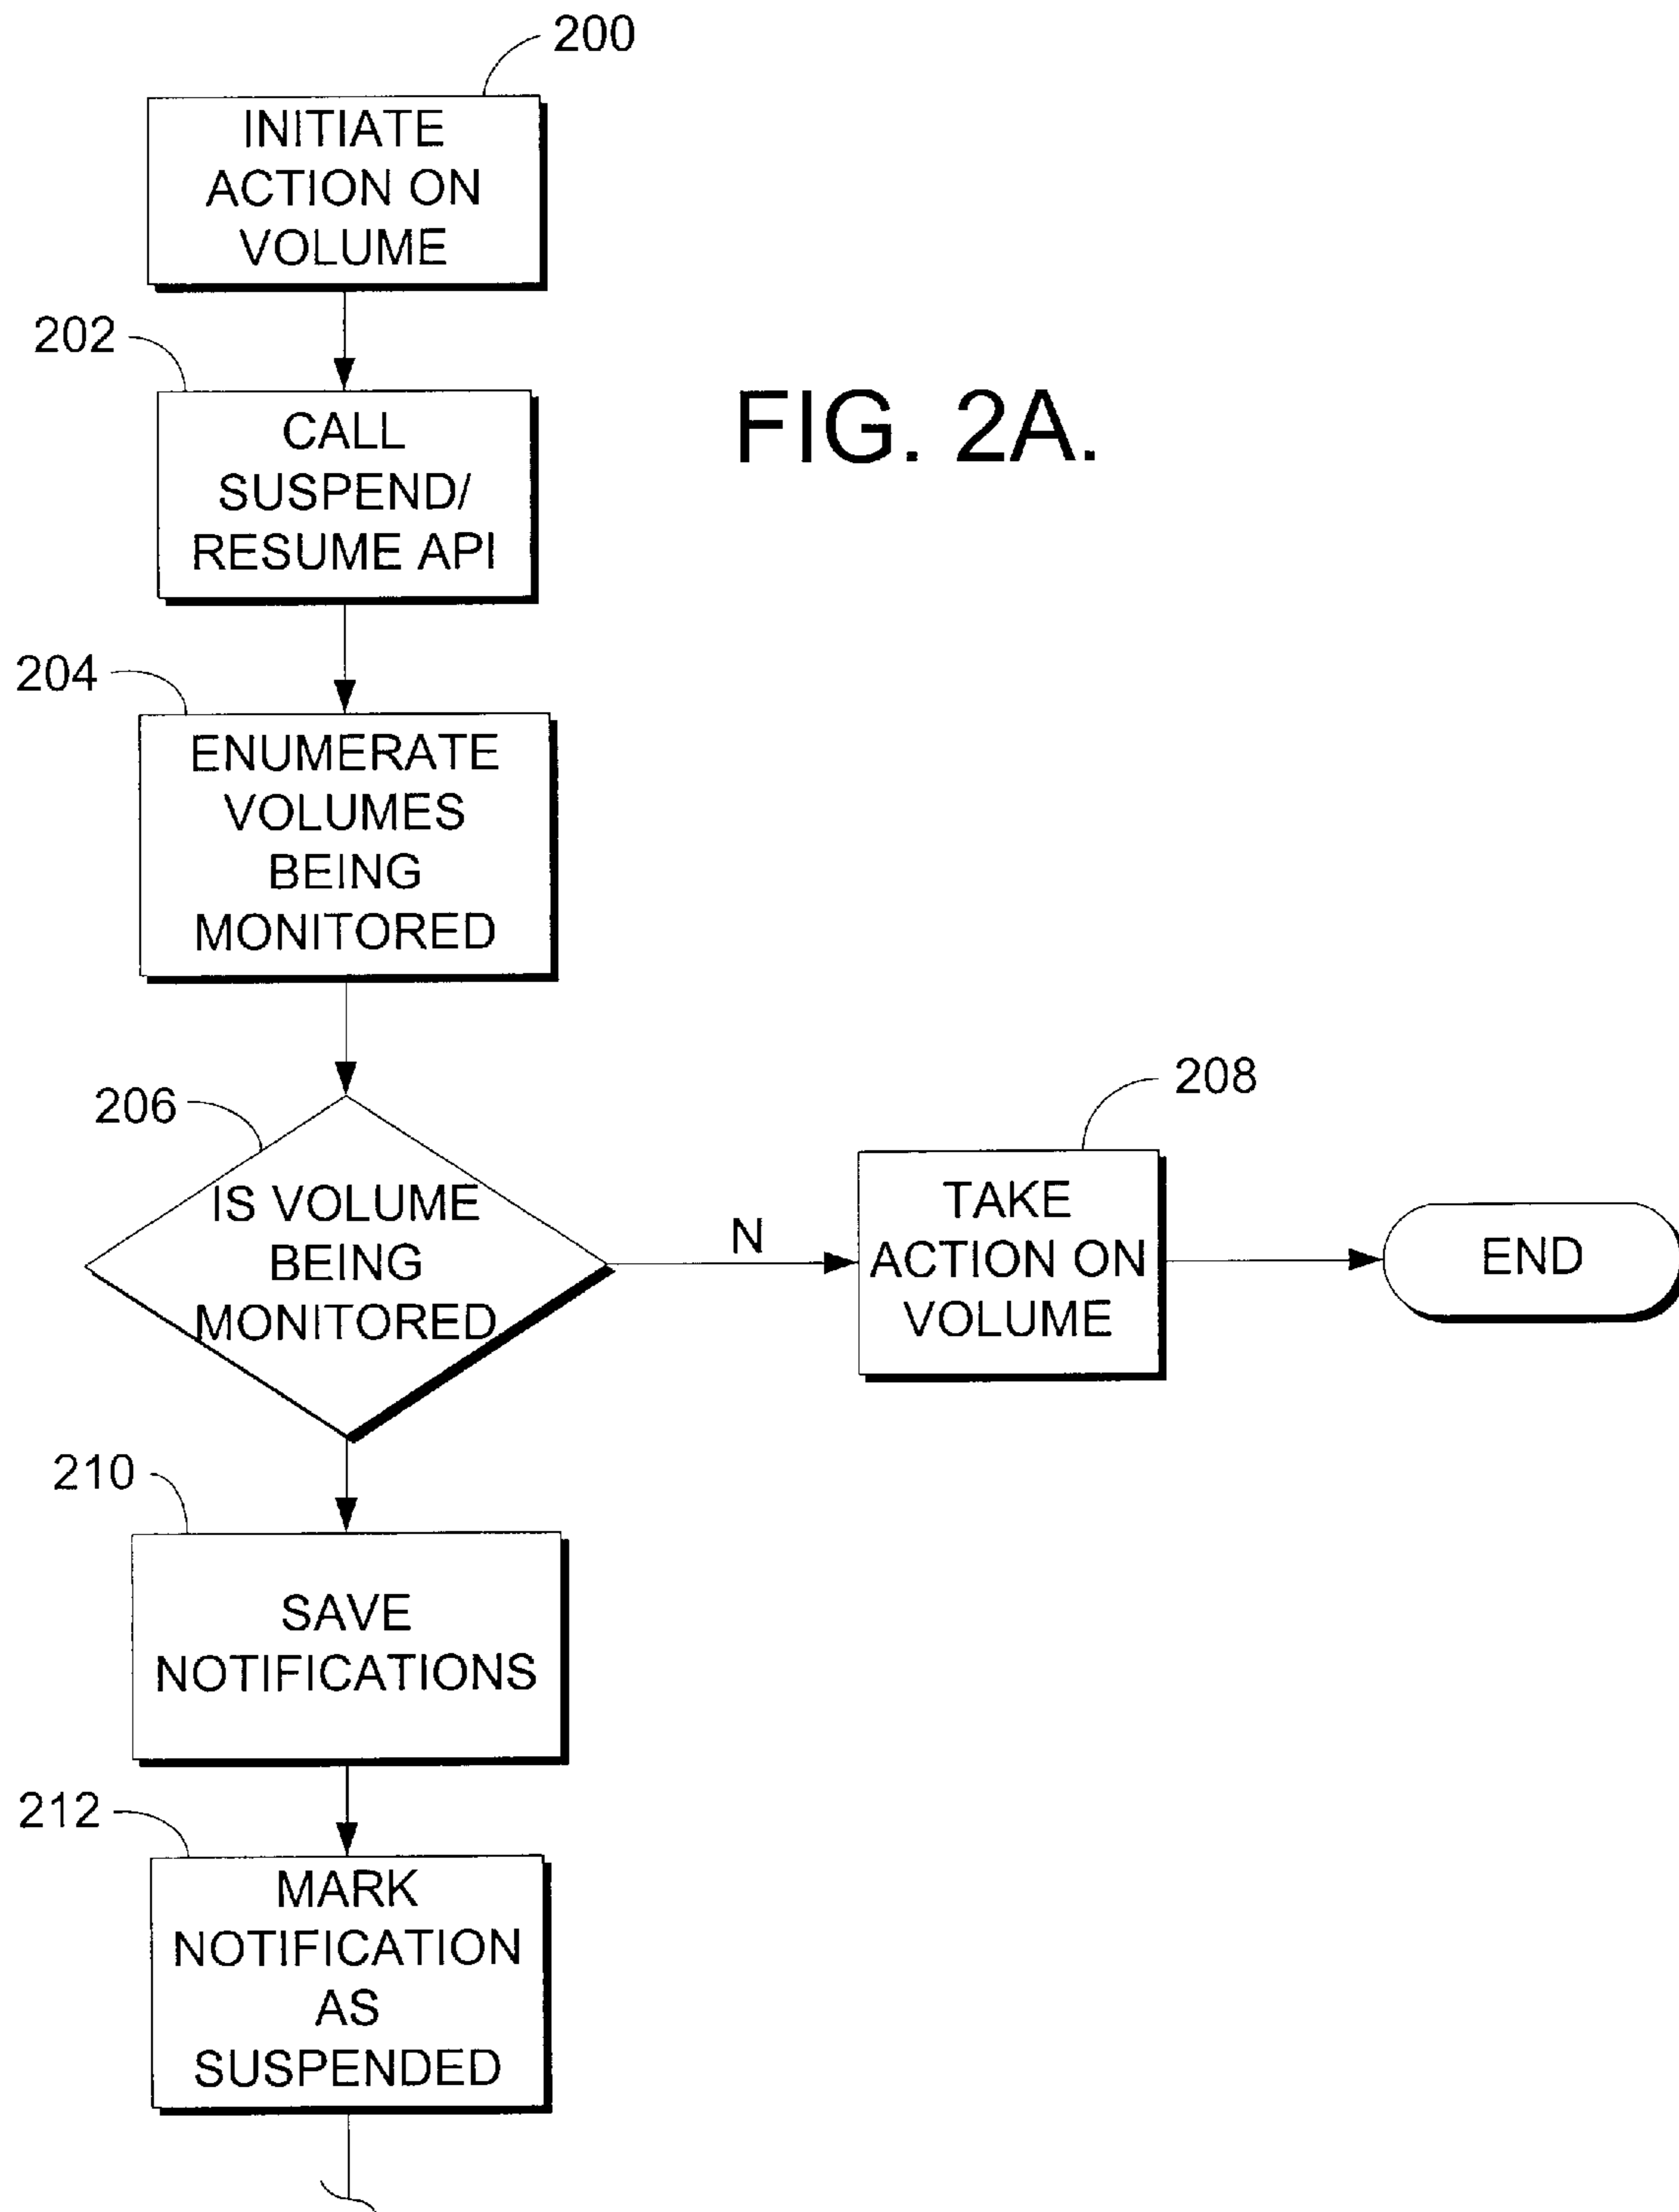 200
INITIATE
ACTION ON
VOLUME
202
CALL
SUSPEND/
RESUME API
FIG. 2A.
204
ENUMERATE
VOLUMES
BEING
MONITORED
206
IS VOLUME
BEING
MONITORED
N
208
TAKE
ACTION ON
VOLUME
END
210
SAVE
NOTIFICATIONS
212
MARK
NOTIFICATION
AS
SUSPENDED